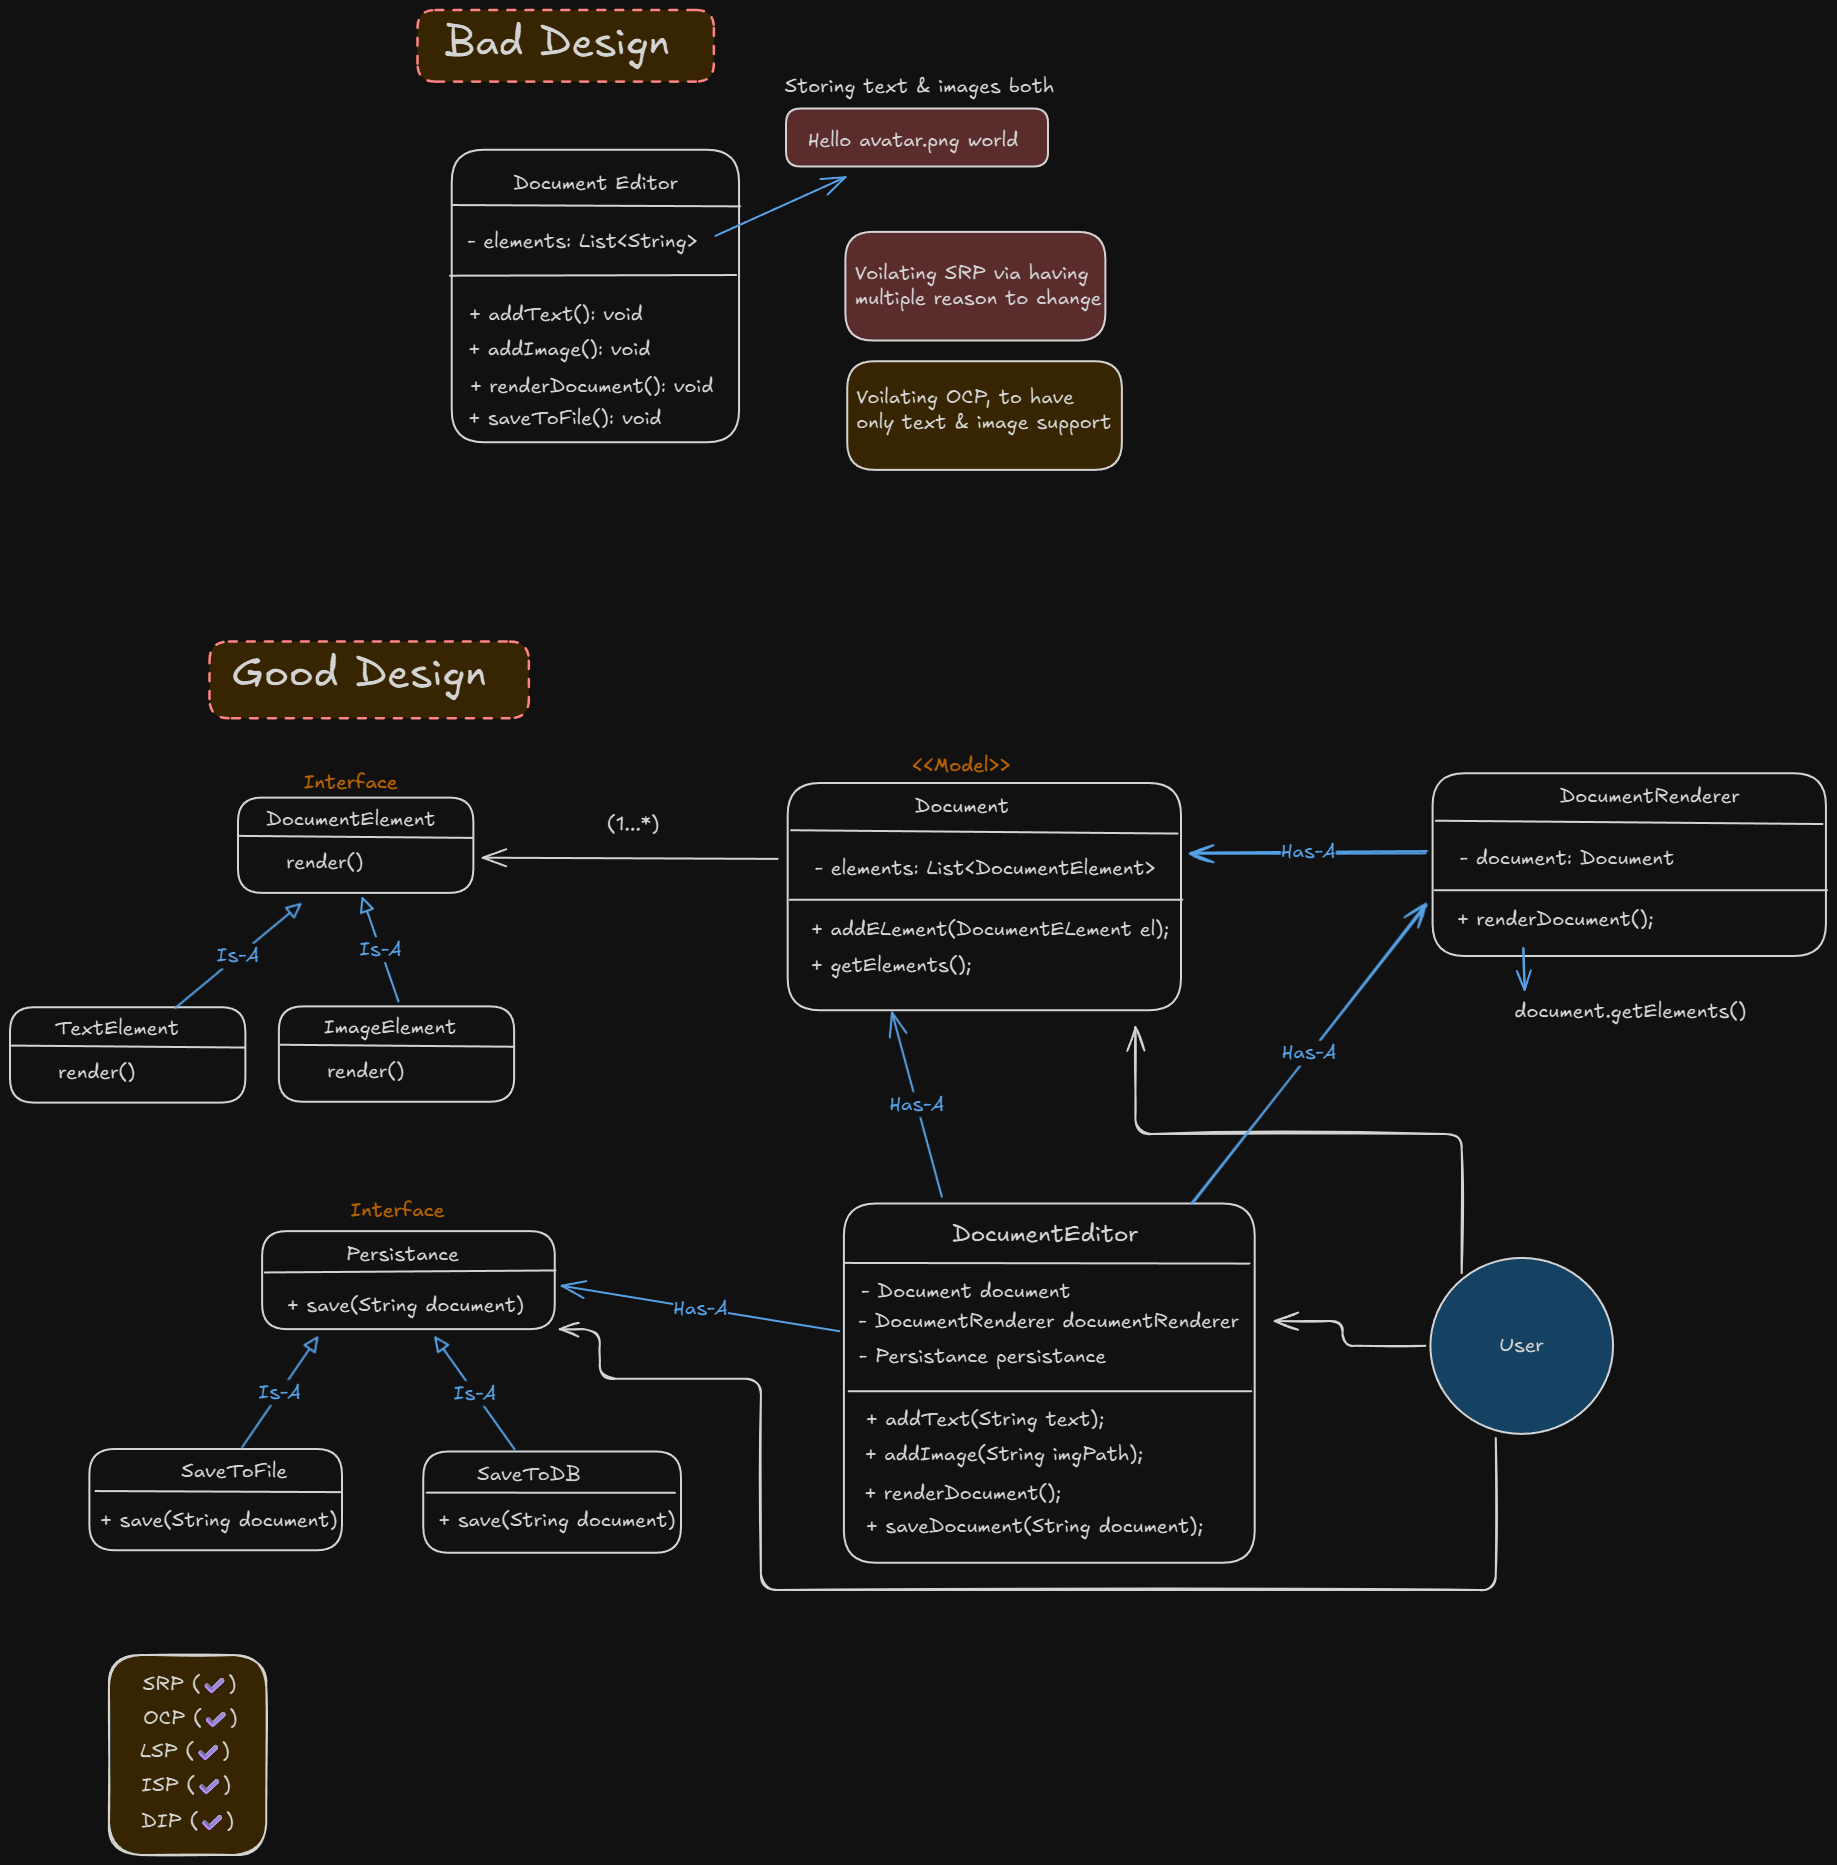 Bad Design
Storing text & images both
Hello avatar.png world
Document Editor
- elements: List<String>
+ addText(): void
+ addImage(): void
+ renderDocument(): void
+ saveToFile(): void
Voilating SRP via having
multiple reason to change
Voilating OCP, to have
only text & image support
Good Design
Interface
DocumentElement
render()
Is-A
Is-A
TextElement
render()
ImageElement
render()
(1...*)
<<Model>>
Document
- elements: List<DocumentElement>
+ addELement(DocumentELement el);
+ getElements();
Has-A
DocumentRenderer
- document: Document
+ renderDocument();
document.getElements()
Has-A
Has-A
Interface
Persistance
+ save(String document)
Has-A
Is-A
Is-A
SaveToFile
+ save(String document)
SaveToDB
+ save(String document)
DocumentEditor
- Document document
- DocumentRenderer documentRenderer
- Persistance persistance
+ addText(String text);
+ addImage(String imgPath);
+ renderDocument();
+ saveDocument(String document);
User
SRP (✔)
OCP (✔)
LSP (✔)
ISP (✔)
DIP (✔)